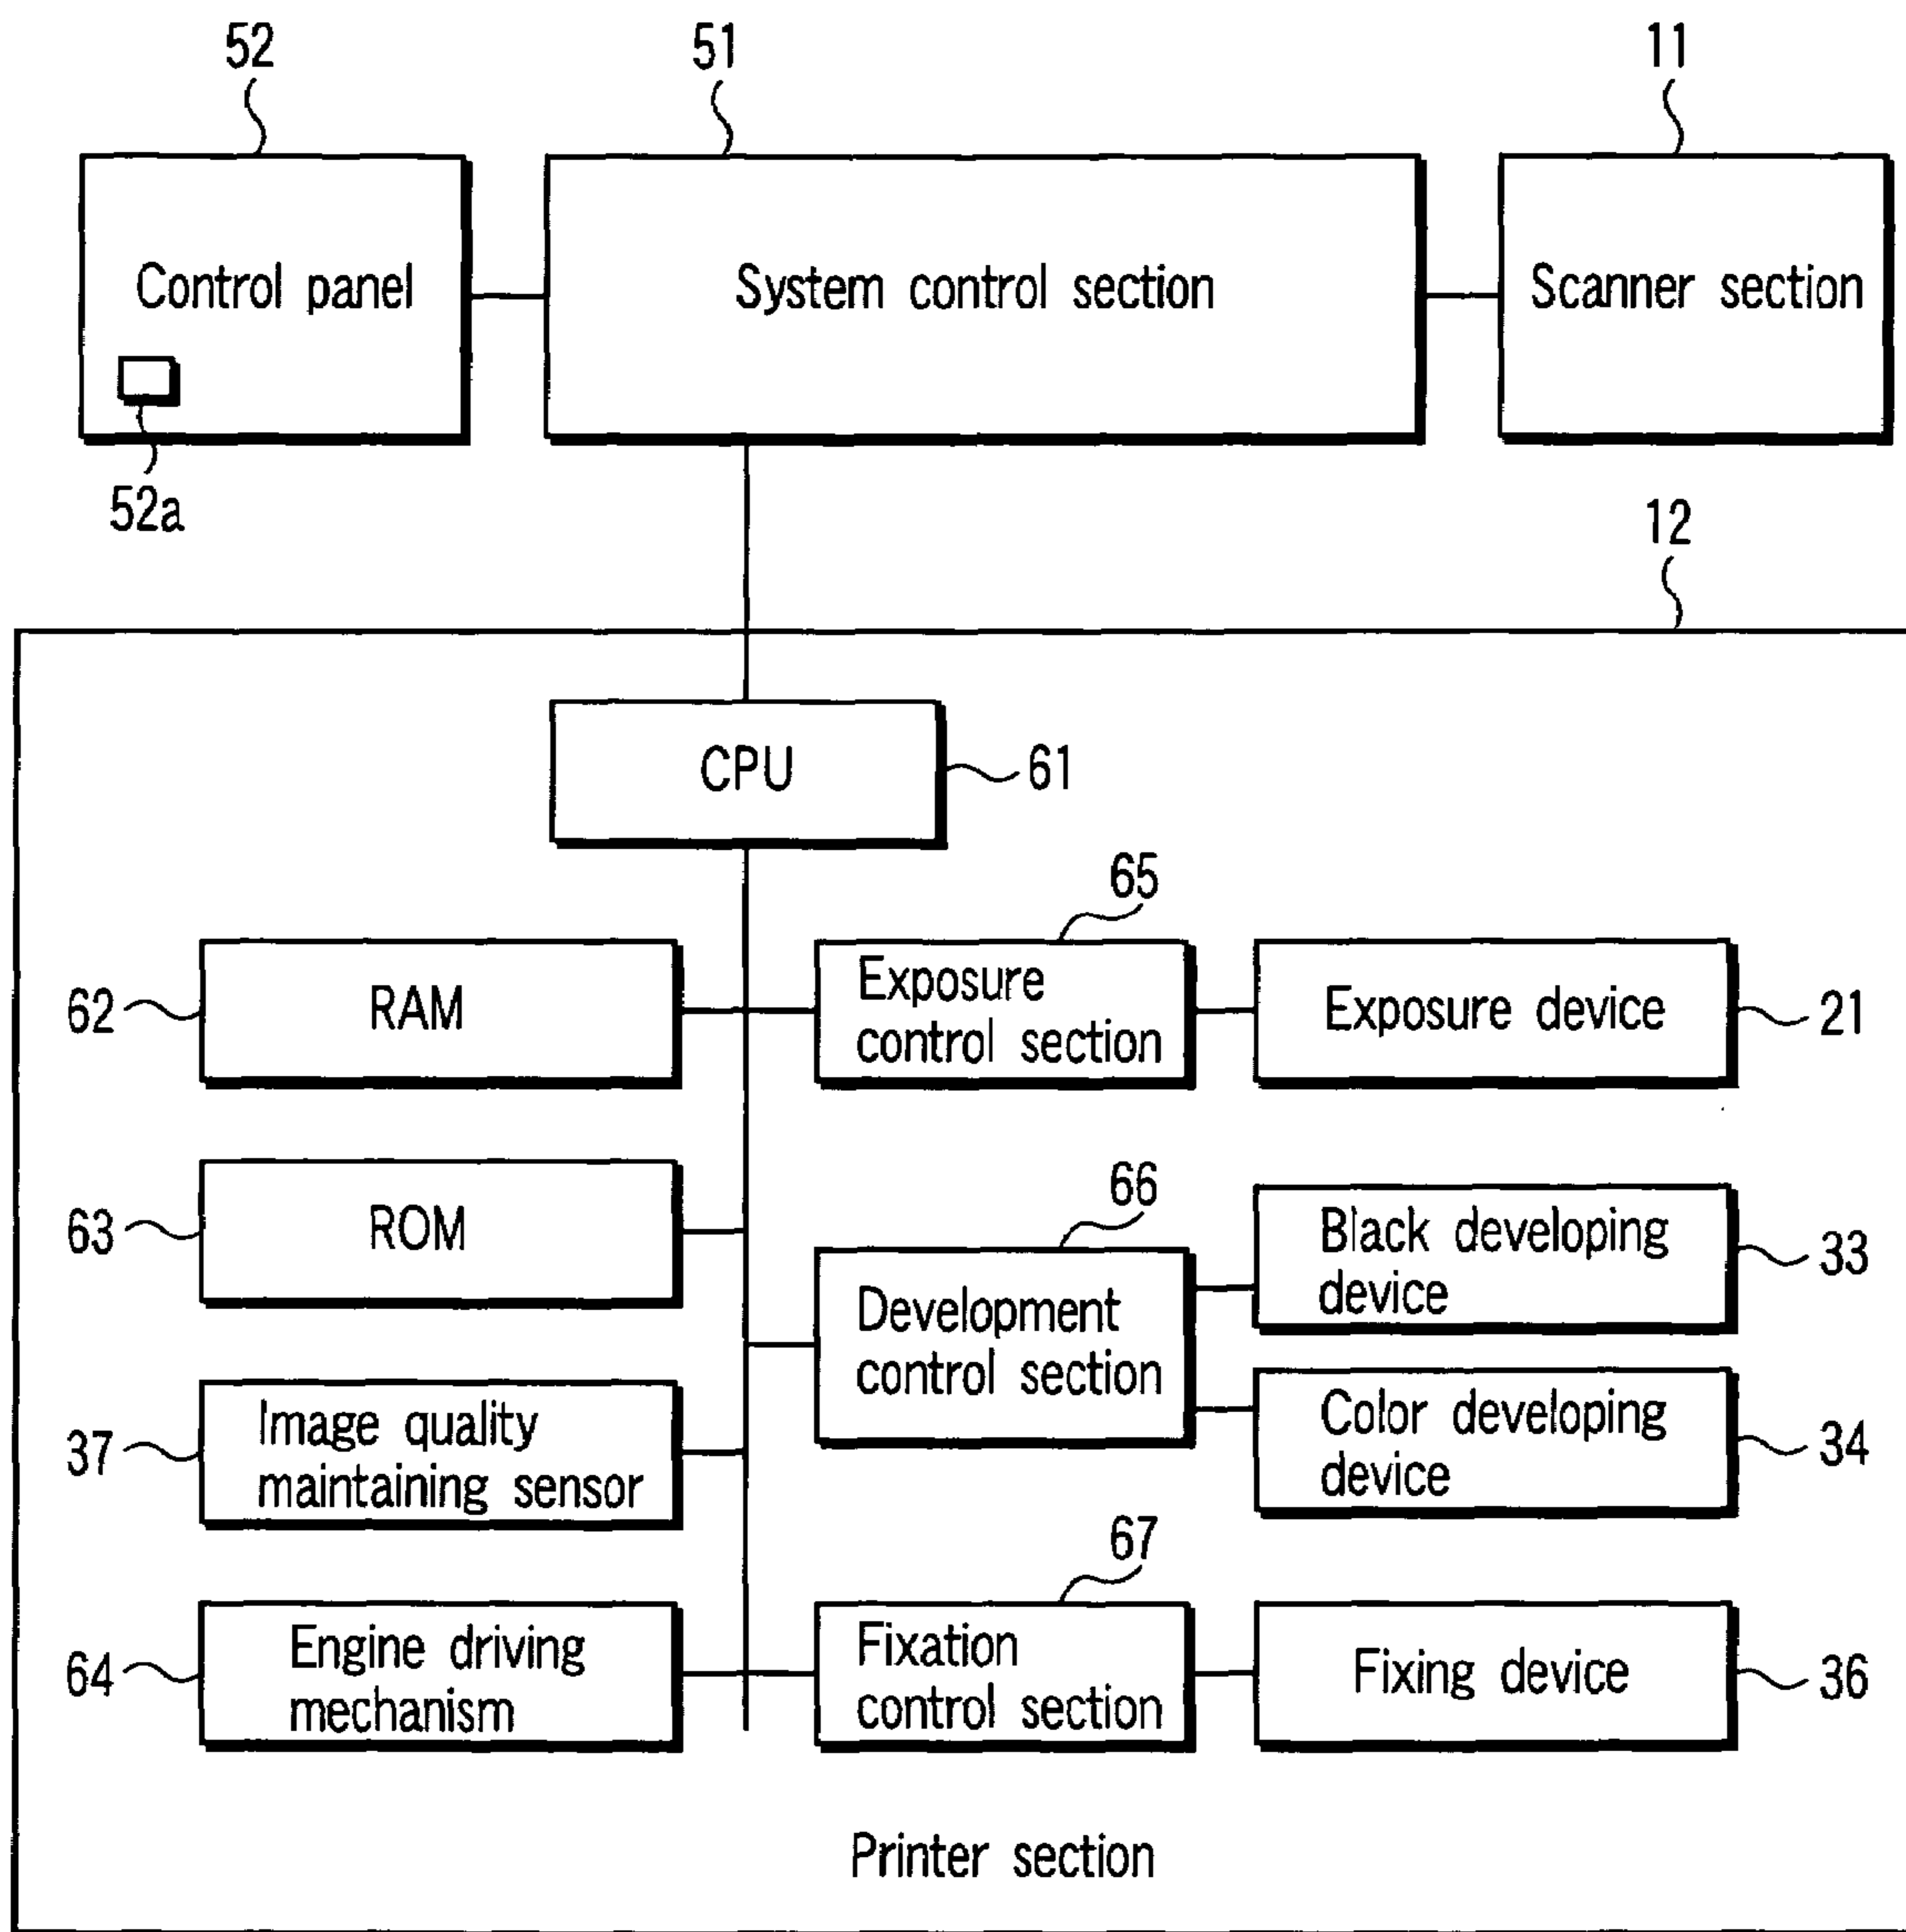 52
51
11
Control panel
System control section
Scanner section
52a
12
CPU
61
65
62
RAM
Exposure
control section
Exposure device
21
63
ROM
66
Black developing
device
33
Development
control section
37
Image quality
maintaining sensor
Color developing
device
34
67
64
Engine driving
mechanism
Fixation
control section
Fixing device
36
Printer section